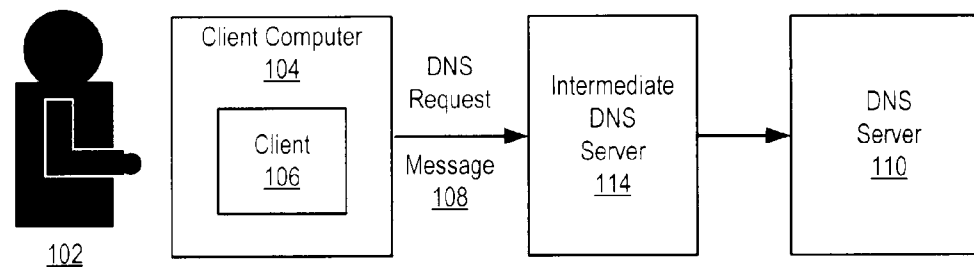 Client Computer
104
Client
106
102
DNS
Request
Message
108
Intermediate
DNS
Server
114
DNS
Server
110